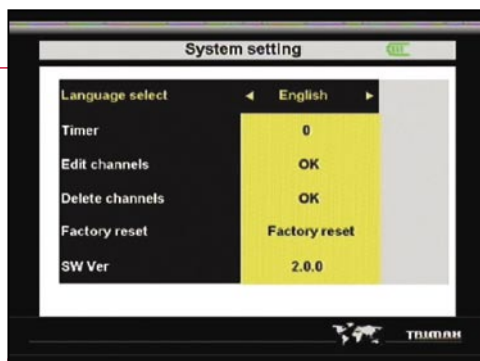 System setting
Language select ◄ English ►
Timer 0
Edit channels OK
Delete channels OK
Factory reset Factory reset
SW Ver 2.0.0
TRIMAX